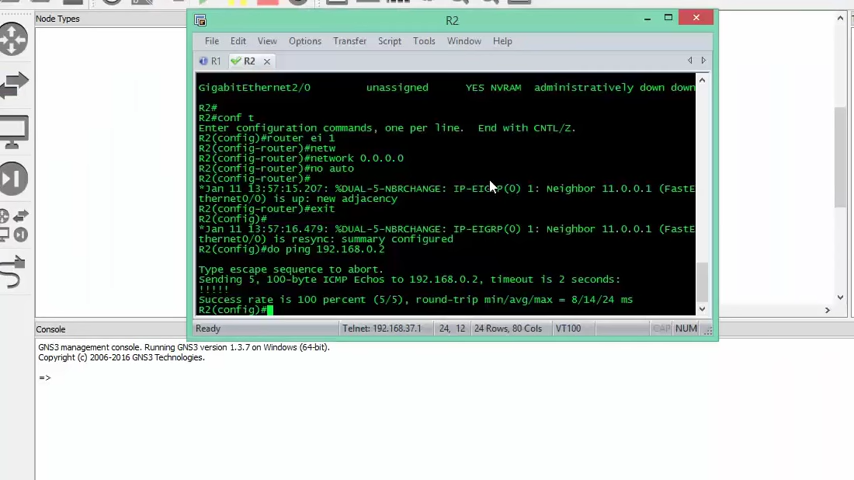 Node Types
R2
File Edit View Options Transfer Script Tools Window Help
R1 R2
GigabitEthernet2/0 unassigned YES NVRAM administratively down down
R2#
R2#conf t
Enter configuration commands, one per line. End with CNTL/Z.
R2(config)#router ei 1
R2(config-router)#netw
R2(config-router)#network 0.0.0.0
R2(config-router)#no auto
R2(config-router)#
*Jan 11 13:57:15.207: %DUAL-5-NBRCHANGE: IP-EIGRP(0) 1: Neighbor 11.0.0.1 (FastE
thernet0/0) is up: new adjacency
R2(config-router)#exit
R2(config)#
*Jan 11 13:57:16.479: %DUAL-5-NBRCHANGE: IP-EIGRP(0) 1: Neighbor 11.0.0.1 (FastE
thernet0/0) is resync: summary configured
R2(config)#do ping 192.168.0.2
Type escape sequence to abort.
Sending 5, 100-byte ICMP Echos to 192.168.0.2, timeout is 2 seconds:
!!!!!
Success rate is 100 percent (5/5), round-trip min/avg/max = 8/14/24 ms
R2(config)#
Ready Telnet: 192.168.37.1 24, 12 24 Rows, 80 Cols VT100 CAP NUM
Console
GNS3 management console. Running GNS3 version 1.3.7 on Windows (64-bit).
Copyright (c) 2006-2016 GNS3 Technologies.
=>